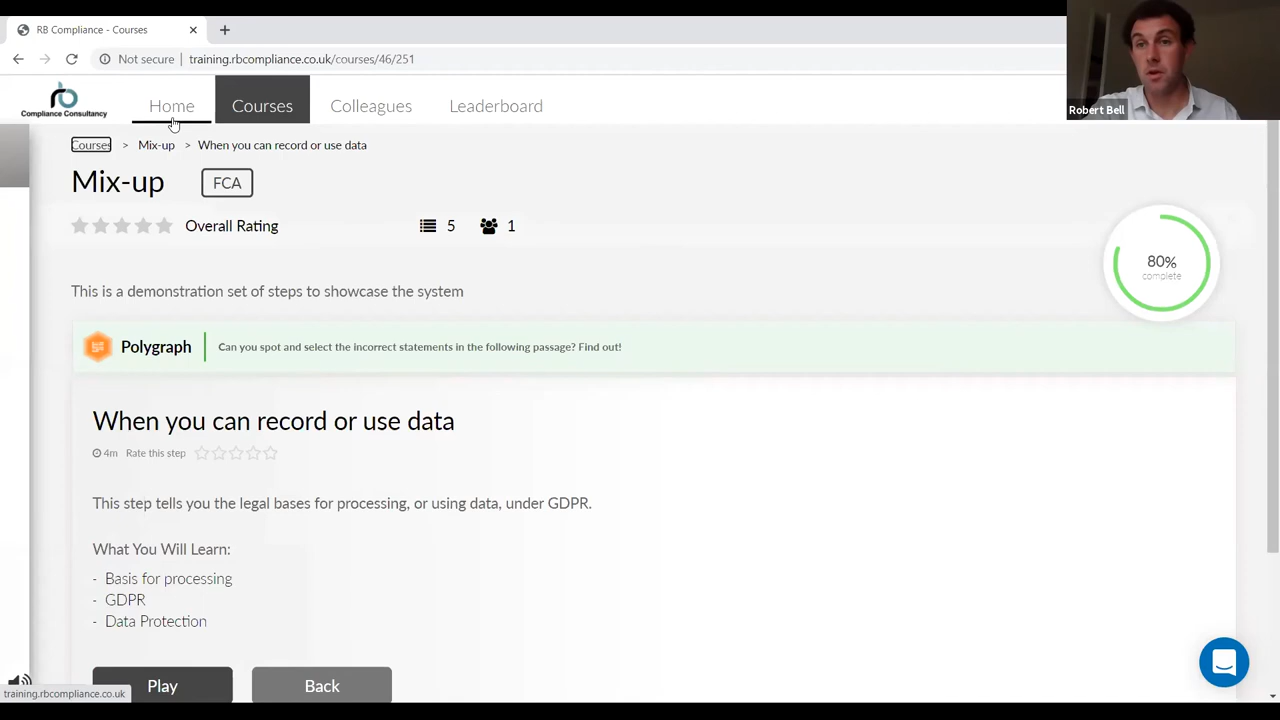 RB Compliance - Courses
Not secure | training.rbcompliance.co.uk/courses/46/251
Robert Bell
rb
Compliance Consultancy
Home Courses Colleagues Leaderboard
Courses > Mix-up > When you can record or use data
Mix-up FCA
Overall Rating 5 1
80%
complete
This is a demonstration set of steps to showcase the system
Polygraph Can you spot and select the incorrect statements in the following passage? Find out!
When you can record or use data
4m Rate this step
This step tells you the legal bases for processing, or using data, under GDPR.
What You Will Learn:
- Basis for processing
- GDPR
- Data Protection
Play Back
training.rbcompliance.co.uk